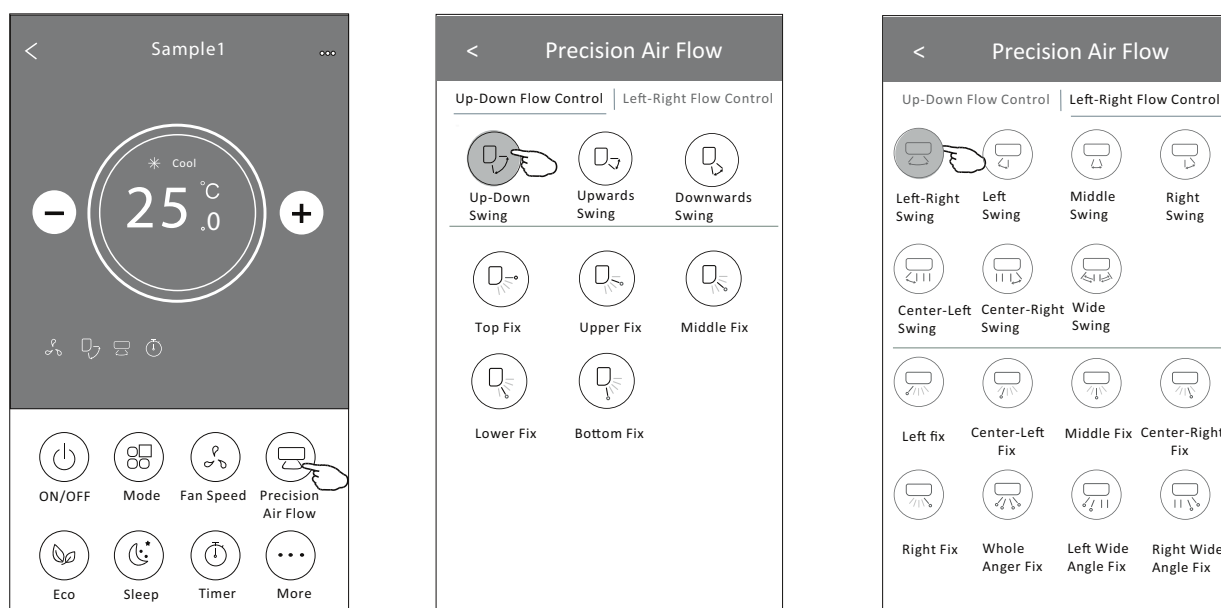 Sample1
Cool
25 °C
.0
ON/OFF
Mode
Fan Speed
Precision
Air Flow
Eco
Sleep
Timer
More
< Precision Air Flow
Up-Down Flow Control
Left-Right Flow Control
Up-Down
Swing
Upwards
Swing
Downwards
Swing
Top Fix
Upper Fix
Middle Fix
Lower Fix
Bottom Fix
< Precision Air Flow
Up-Down Flow Control
Left-Right Flow Control
Left-Right
Swing
Left
Swing
Middle
Swing
Right
Swing
Center-Left
Swing
Center-Right
Swing
Wide
Swing
Left fix
Center-Left
Fix
Middle Fix
Center-Right
Fix
Right Fix
Whole
Anger Fix
Left Wide
Angle Fix
Right Wide
Angle Fix